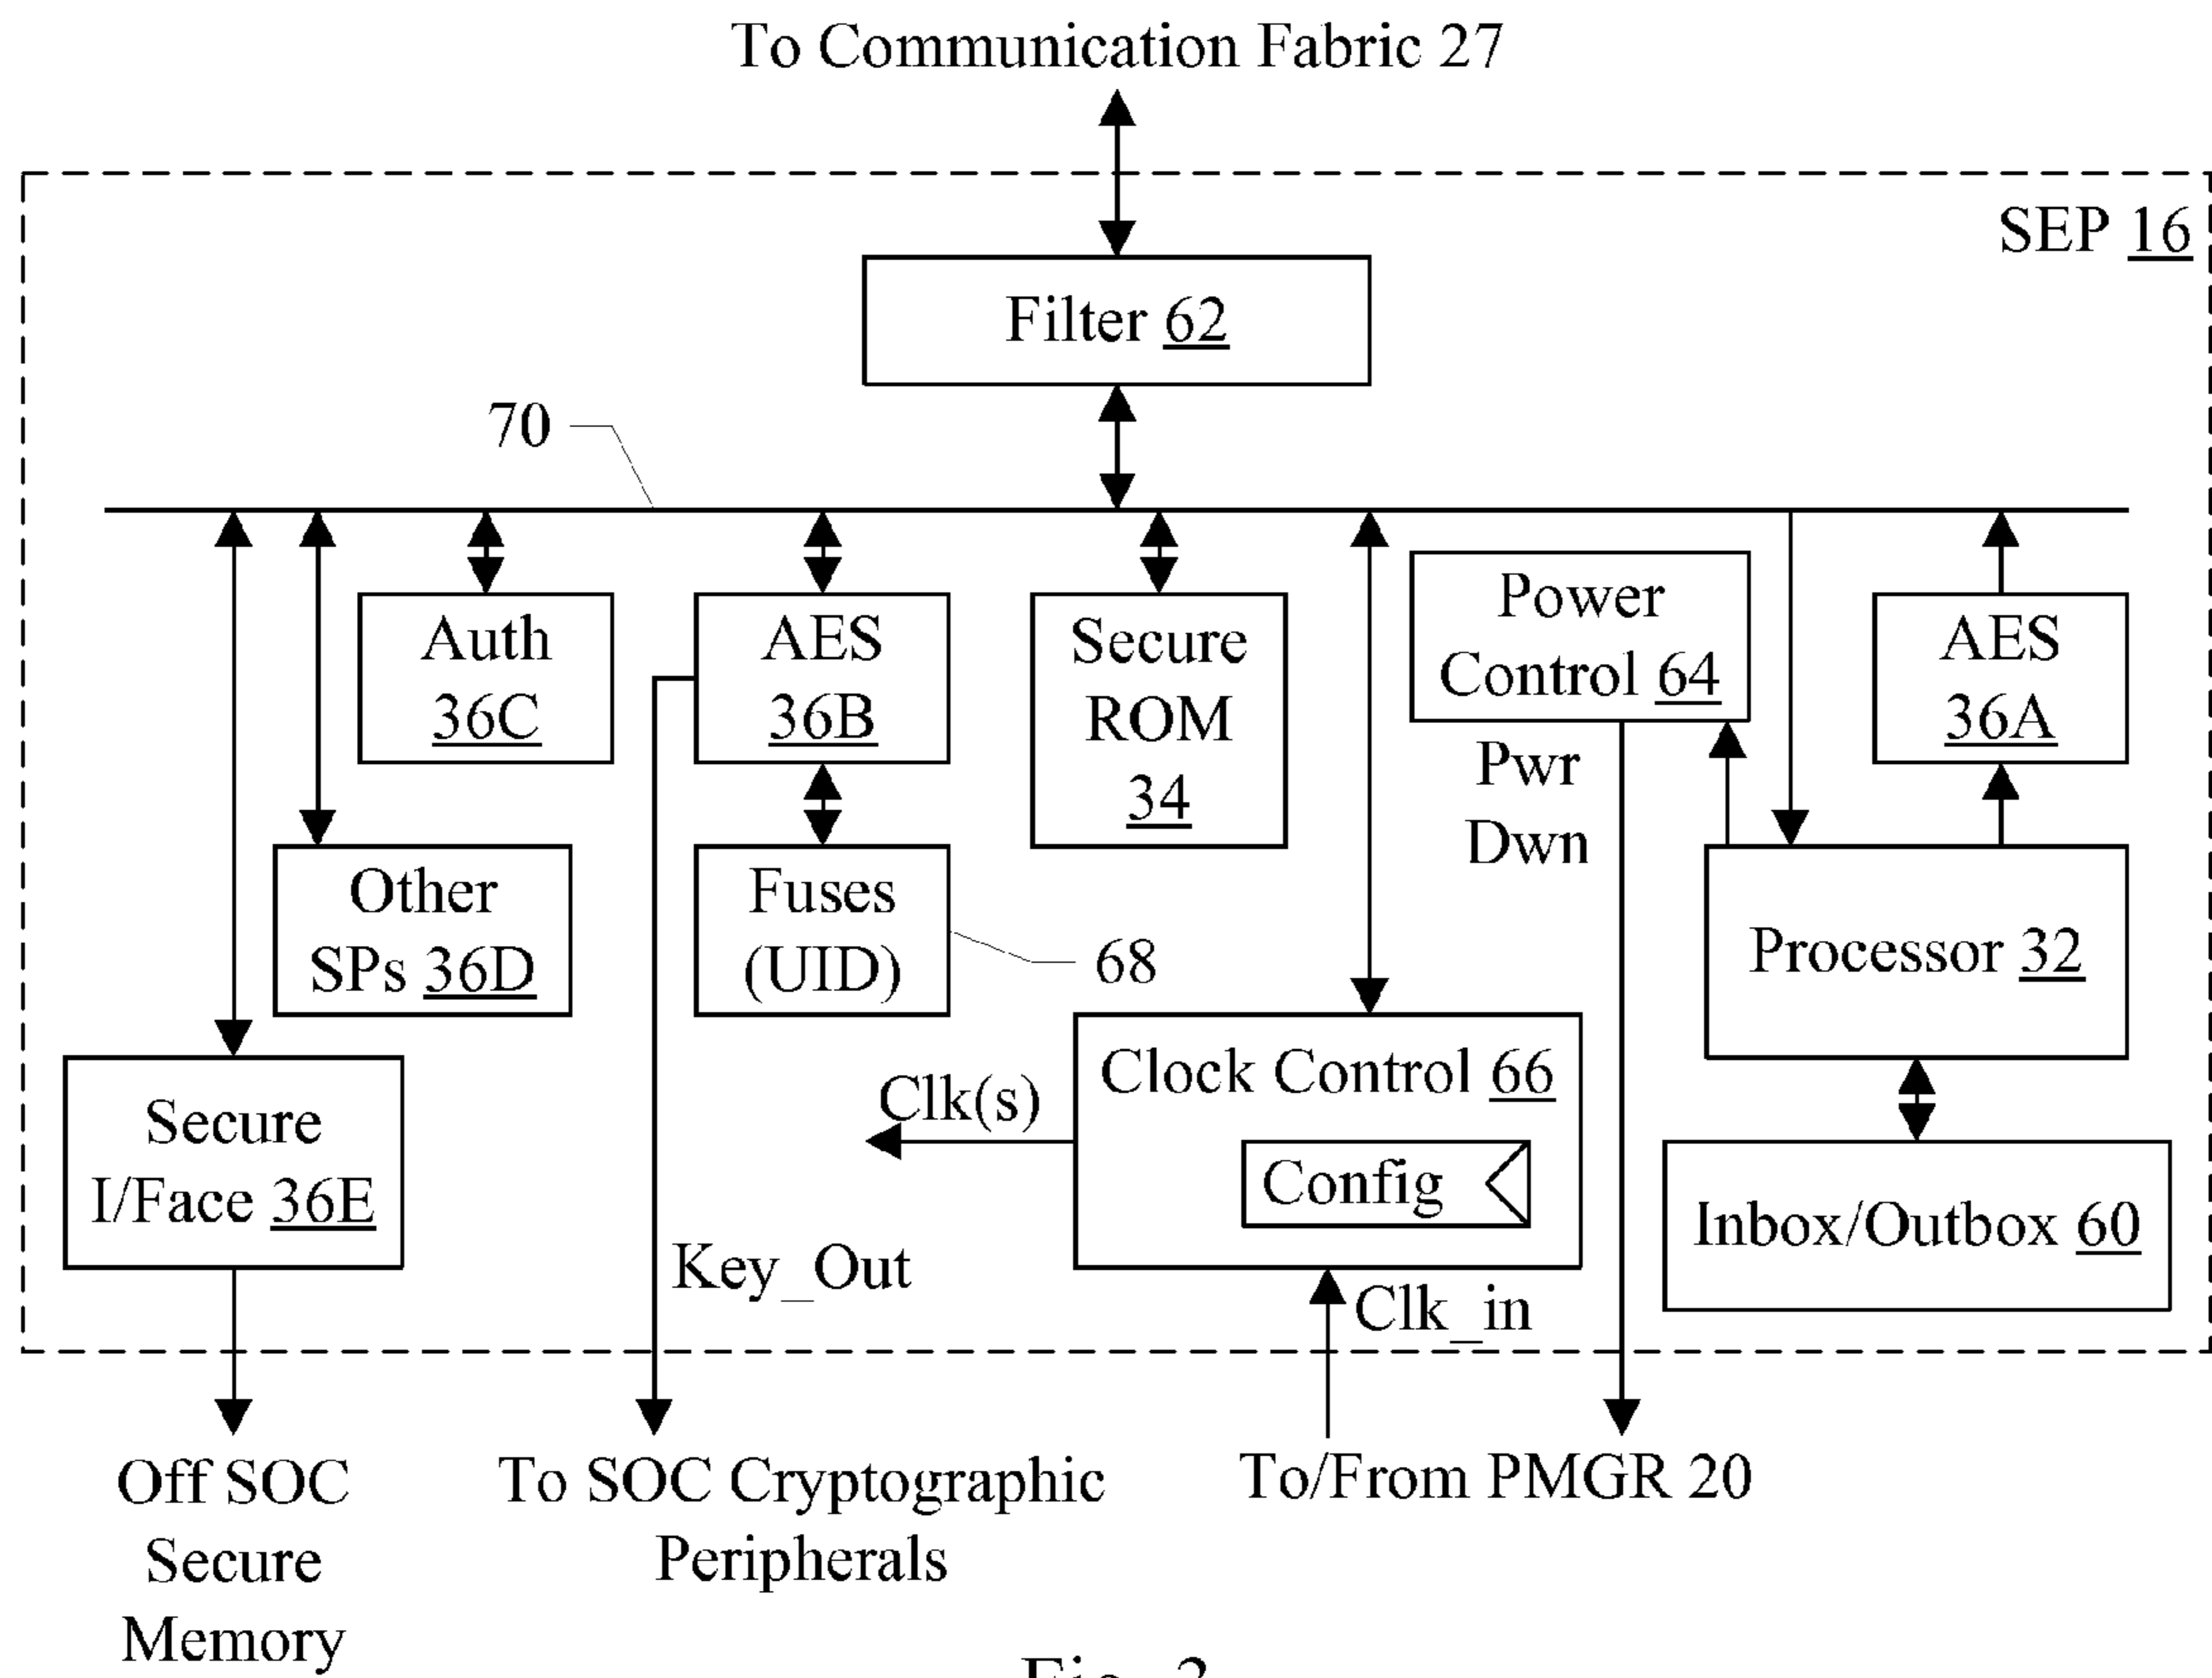 To Communication Fabric 27
SEP 16
Filter 62
70
Auth
36C
AES
36B
Secure
ROM
34
Power
Control 64
AES
36A
Pwr
Dwn
Other
SPs 36D
Fuses
(UID)
68
Processor 32
Secure
I/Face 36E
Clk(s)
Clock Control 66
Config
Inbox/Outbox 60
Key_Out
Clk_in
Off SOC
Secure
Memory
To SOC Cryptographic
Peripherals
To/From PMGR 20